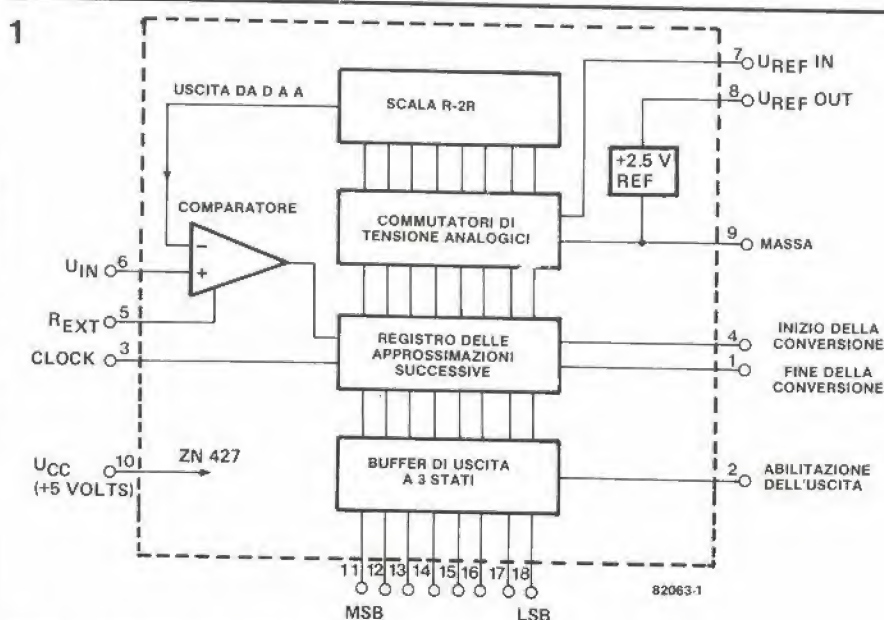 1
USCITA DA D A A
SCALA R-2R
7
UREF IN
8
UREF OUT
+2.5 V
REF
COMPARATORE
COMMUTATORI DI
TENSIONE ANALOGICI
9
MASSA
−
+
UIN
6
REXT
5
CLOCK
3
REGISTRO DELLE
APPROSSIMAZIONI
SUCCESSIVE
4
INIZIO DELLA
CONVERSIONE
1
FINE DELLA
CONVERSIONE
UCC
(+5 VOLTS)
10
ZN 427
BUFFER DI USCITA
A 3 STATI
2
ABILITAZIONE
DELL'USCITA
11 12 13 14 15 16 17 18
MSB
LSB
82063-1